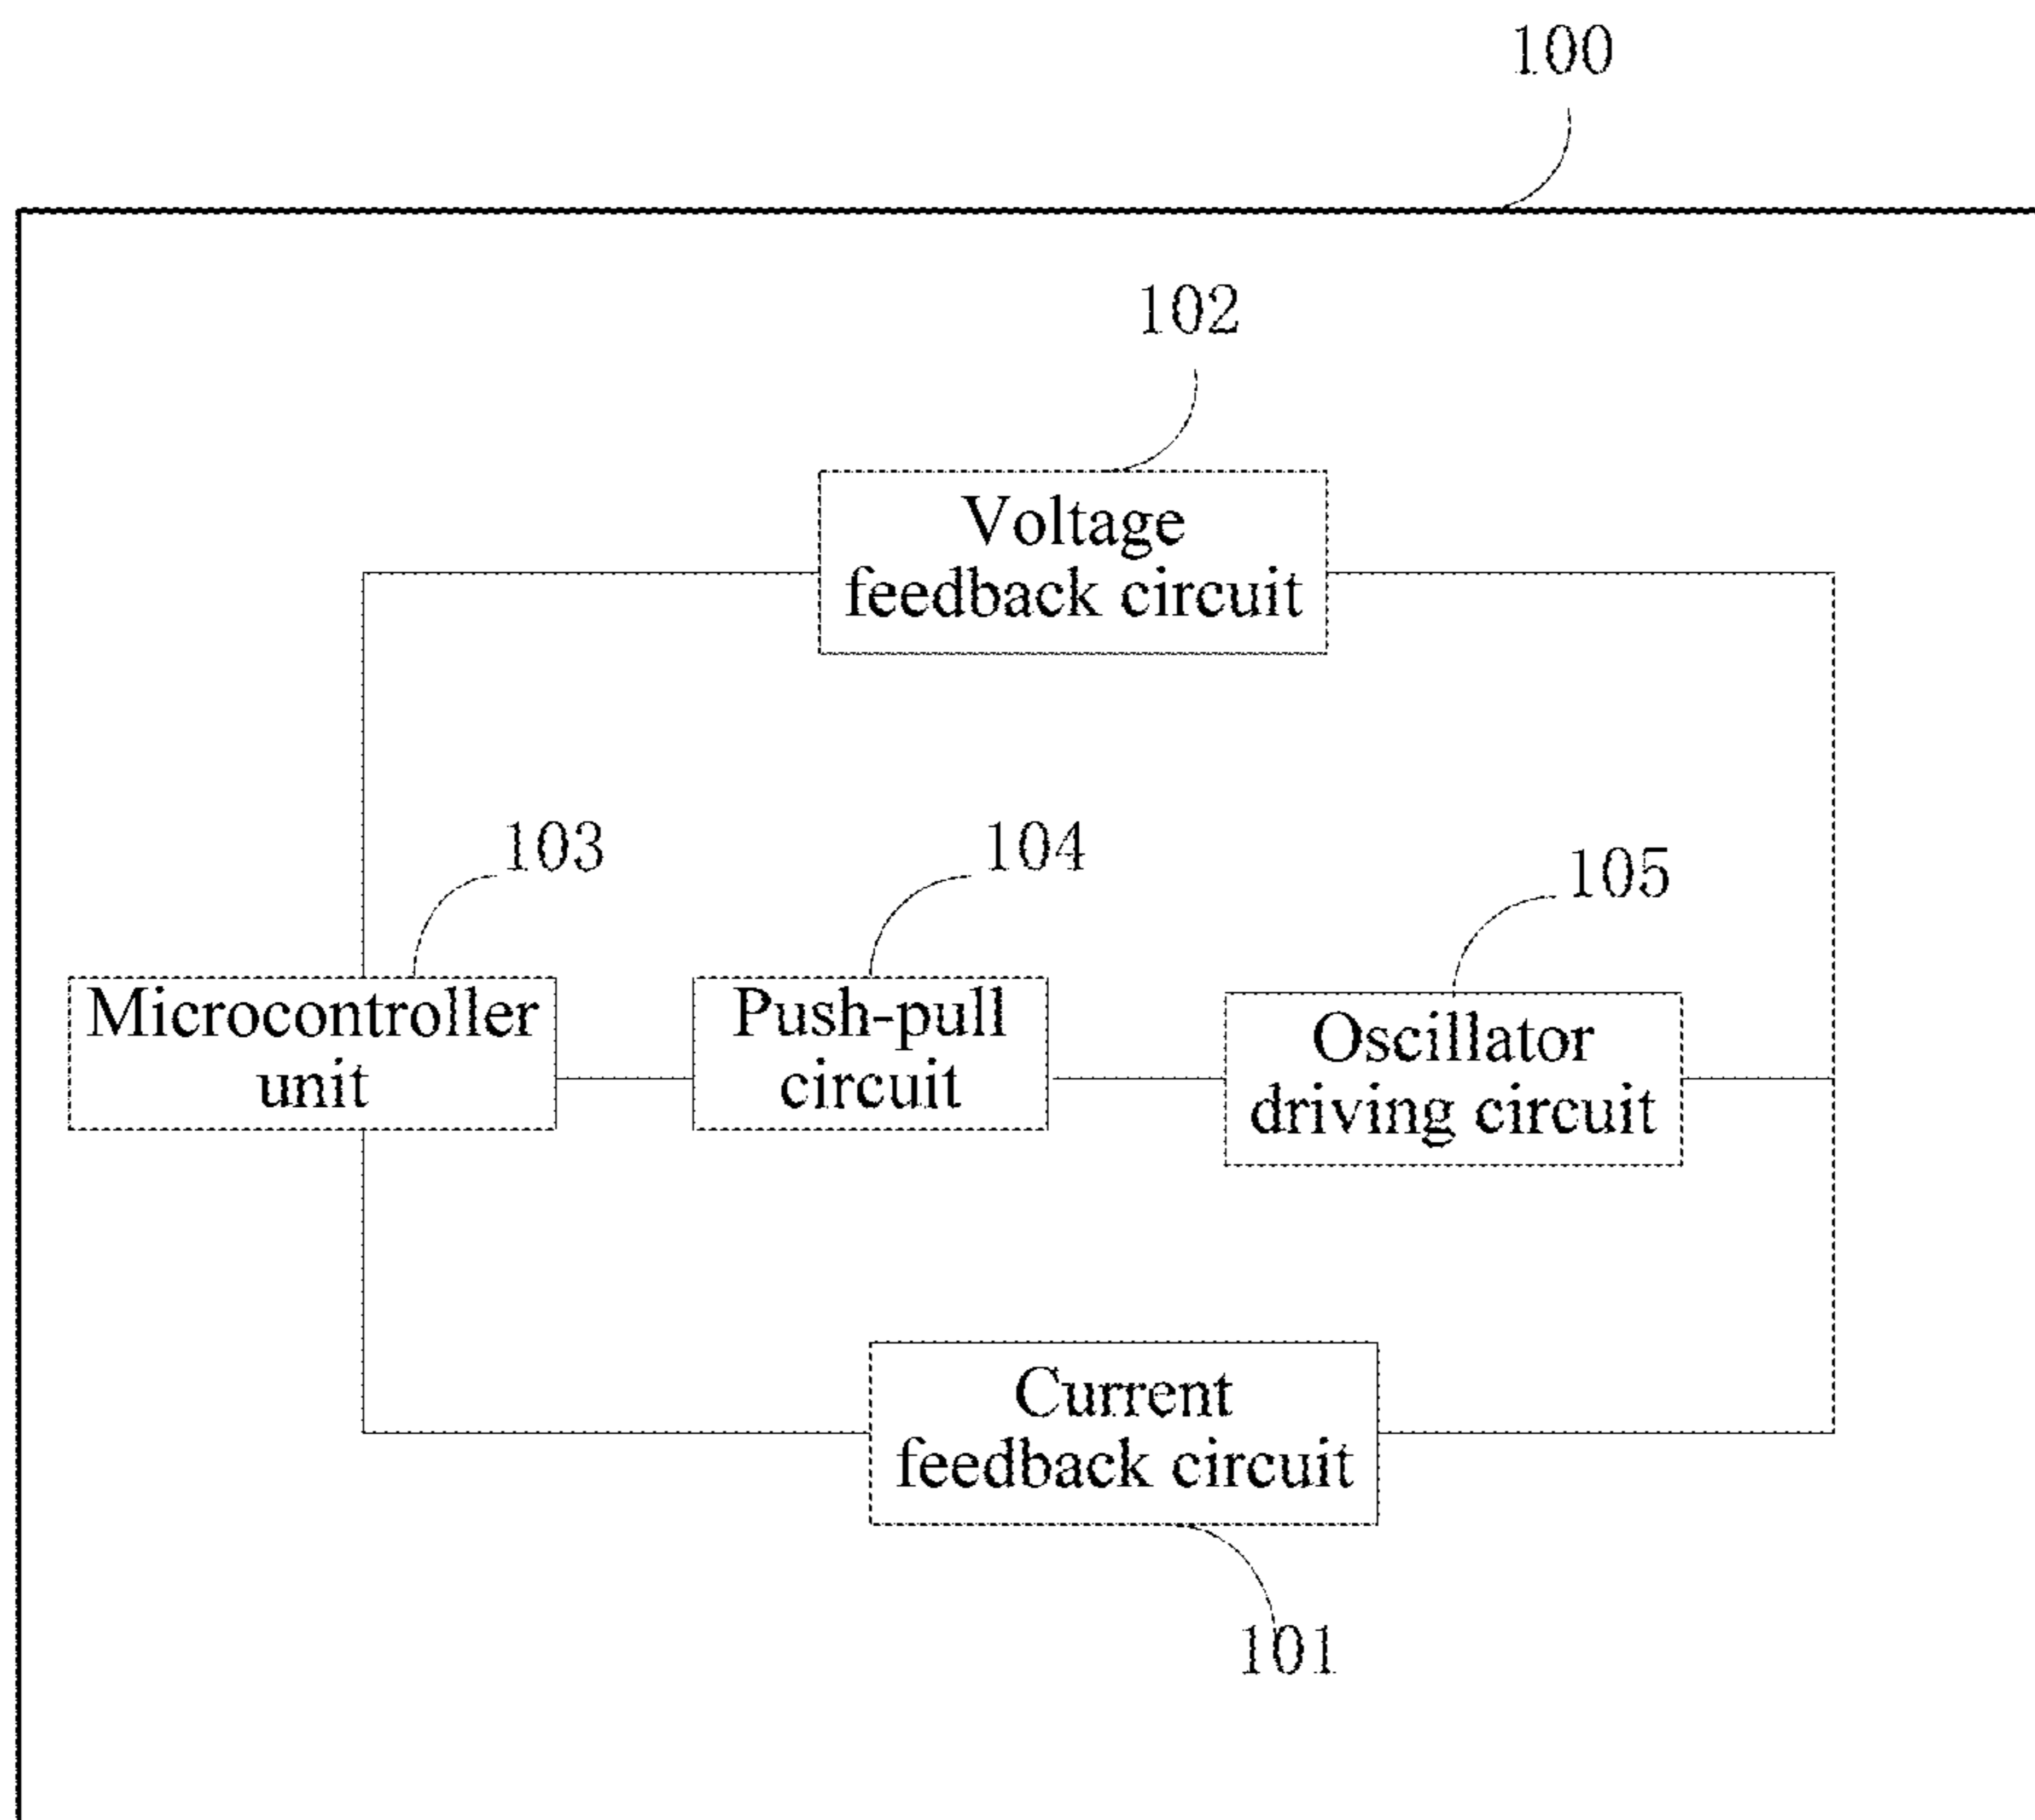 100
102
Voltage
feedback circuit
103
104
105
Microcontroller
unit
Push-pull
circuit
Oscillator
driving circuit
Current
feedback circuit
101